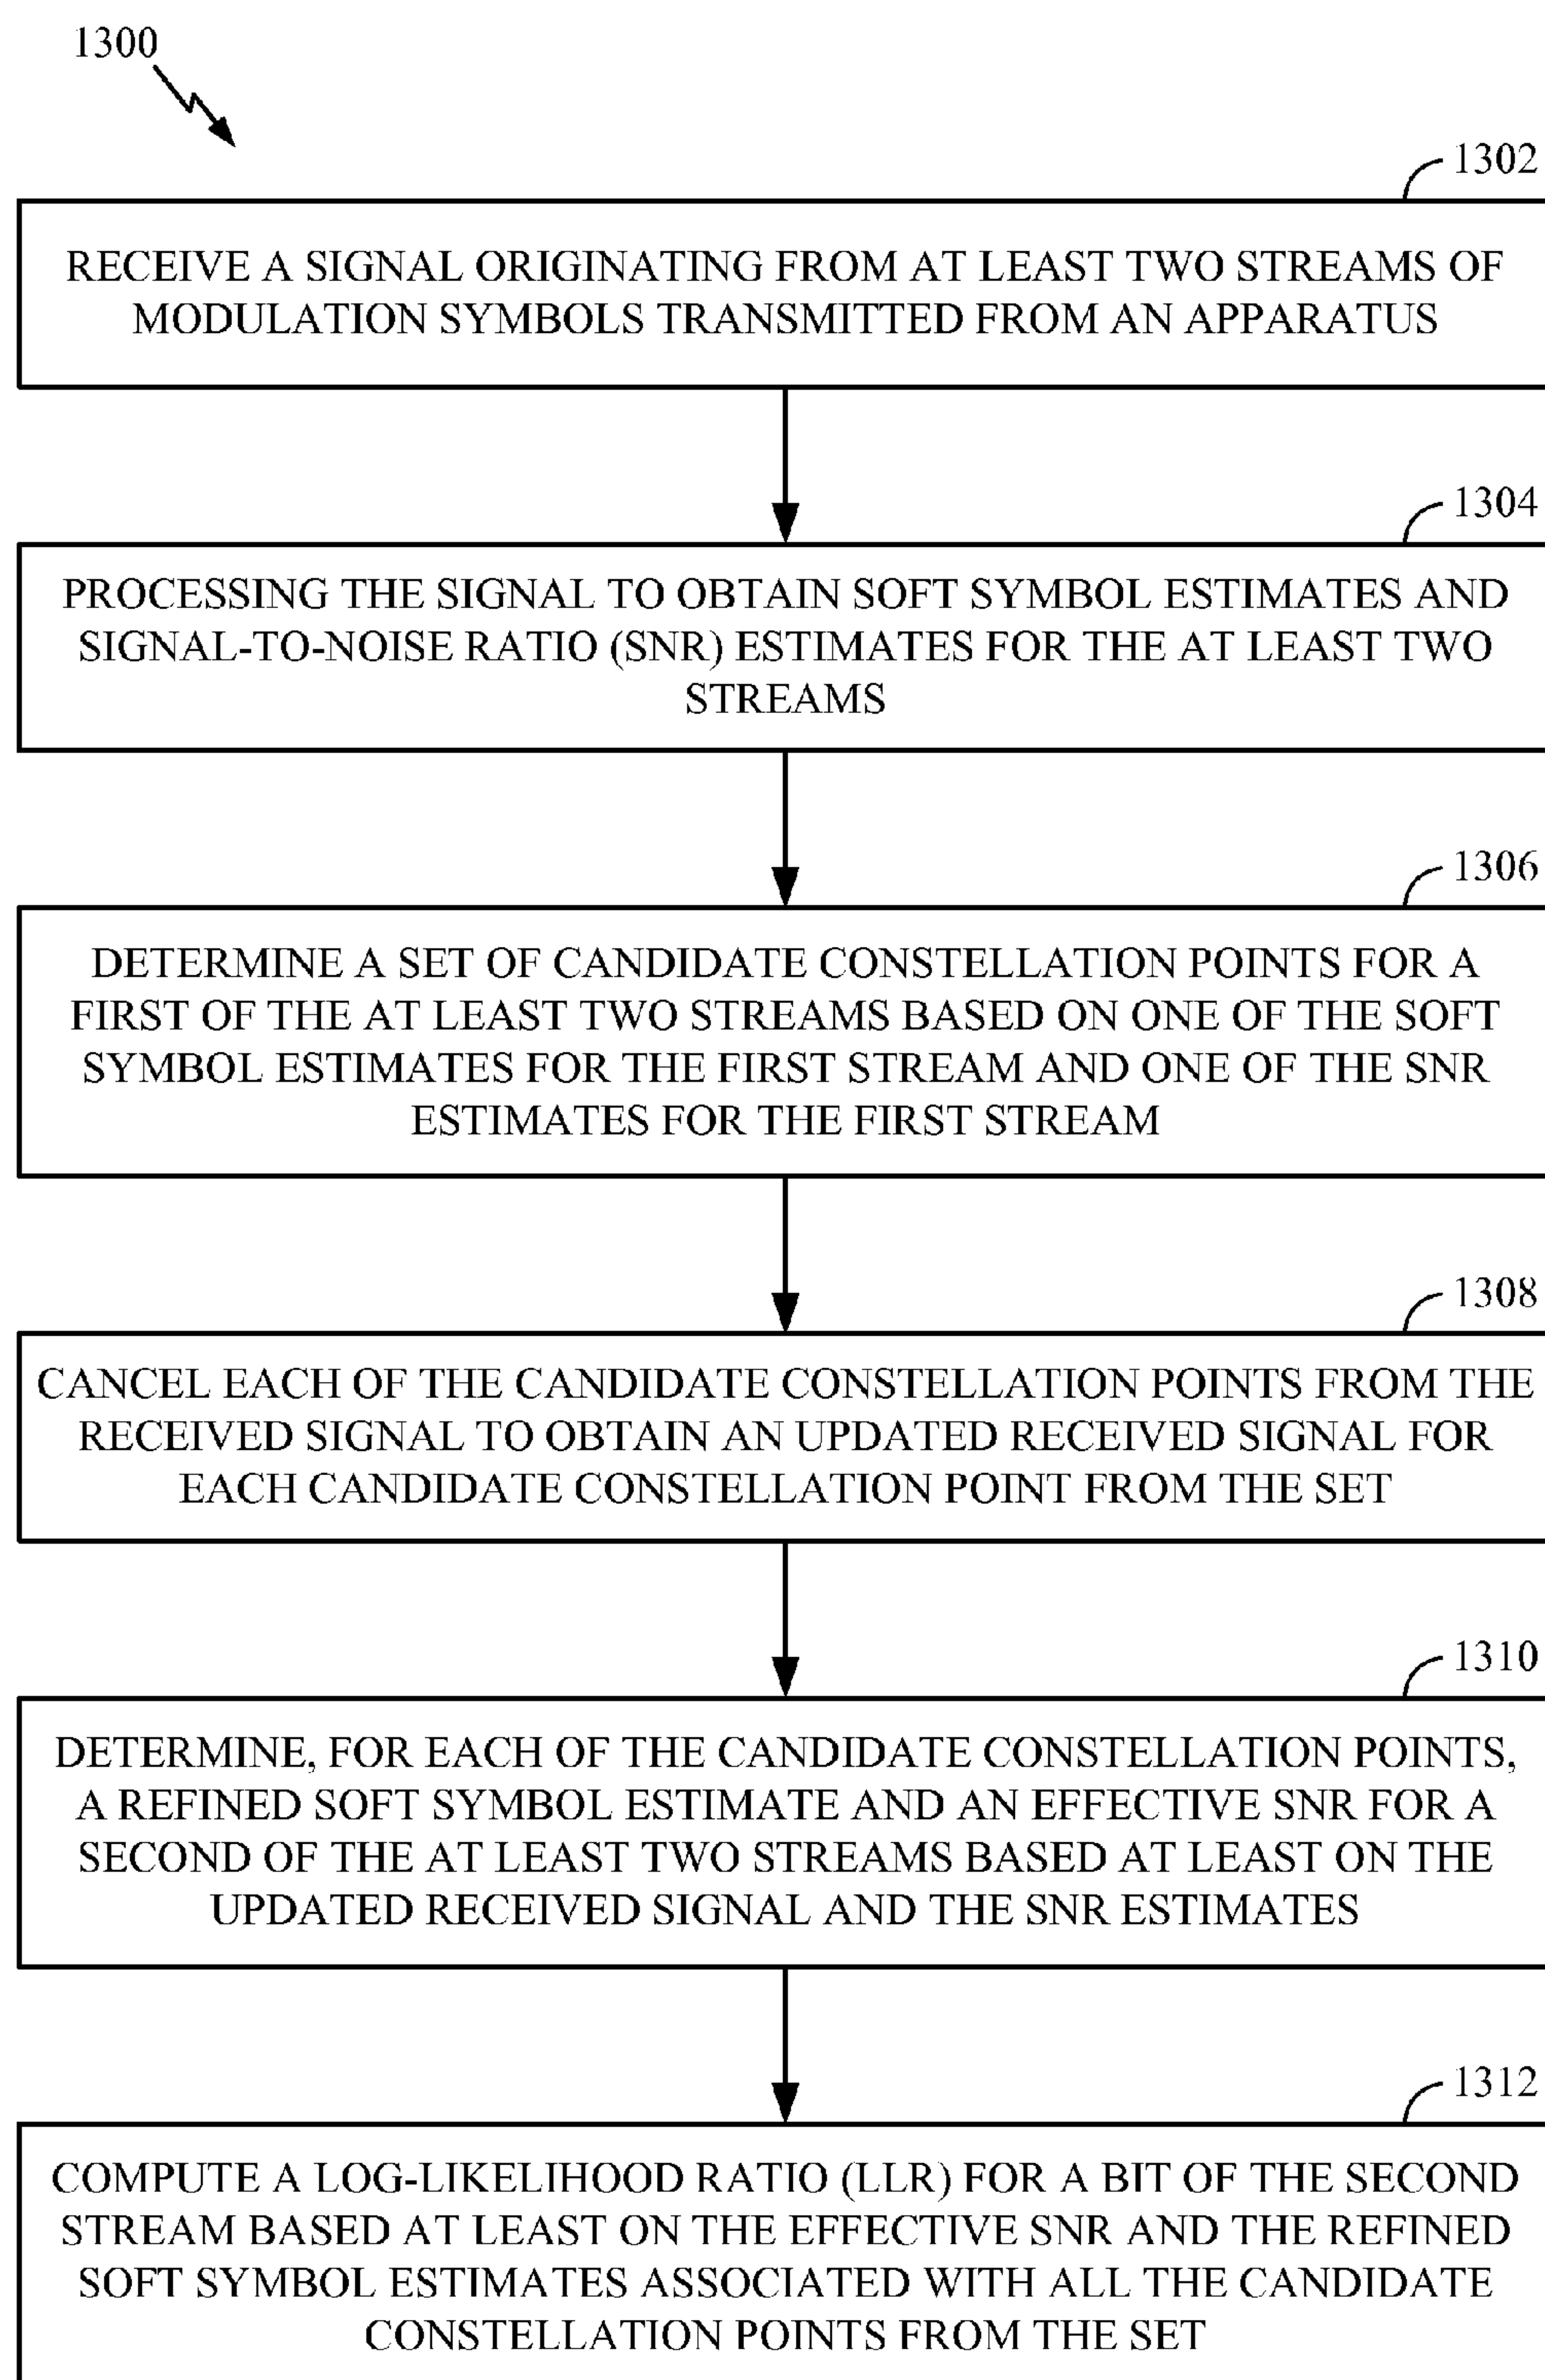 1300
1302
RECEIVE A SIGNAL ORIGINATING FROM AT LEAST TWO STREAMS OF
MODULATION SYMBOLS TRANSMITTED FROM AN APPARATUS
1304
PROCESSING THE SIGNAL TO OBTAIN SOFT SYMBOL ESTIMATES AND
SIGNAL-TO-NOISE RATIO (SNR) ESTIMATES FOR THE AT LEAST TWO
STREAMS
1306
DETERMINE A SET OF CANDIDATE CONSTELLATION POINTS FOR A
FIRST OF THE AT LEAST TWO STREAMS BASED ON ONE OF THE SOFT
SYMBOL ESTIMATES FOR THE FIRST STREAM AND ONE OF THE SNR
ESTIMATES FOR THE FIRST STREAM
1308
CANCEL EACH OF THE CANDIDATE CONSTELLATION POINTS FROM THE
RECEIVED SIGNAL TO OBTAIN AN UPDATED RECEIVED SIGNAL FOR
EACH CANDIDATE CONSTELLATION POINT FROM THE SET
1310
DETERMINE, FOR EACH OF THE CANDIDATE CONSTELLATION POINTS,
A REFINED SOFT SYMBOL ESTIMATE AND AN EFFECTIVE SNR FOR A
SECOND OF THE AT LEAST TWO STREAMS BASED AT LEAST ON THE
UPDATED RECEIVED SIGNAL AND THE SNR ESTIMATES
1312
COMPUTE A LOG-LIKELIHOOD RATIO (LLR) FOR A BIT OF THE SECOND
STREAM BASED AT LEAST ON THE EFFECTIVE SNR AND THE REFINED
SOFT SYMBOL ESTIMATES ASSOCIATED WITH ALL THE CANDIDATE
CONSTELLATION POINTS FROM THE SET